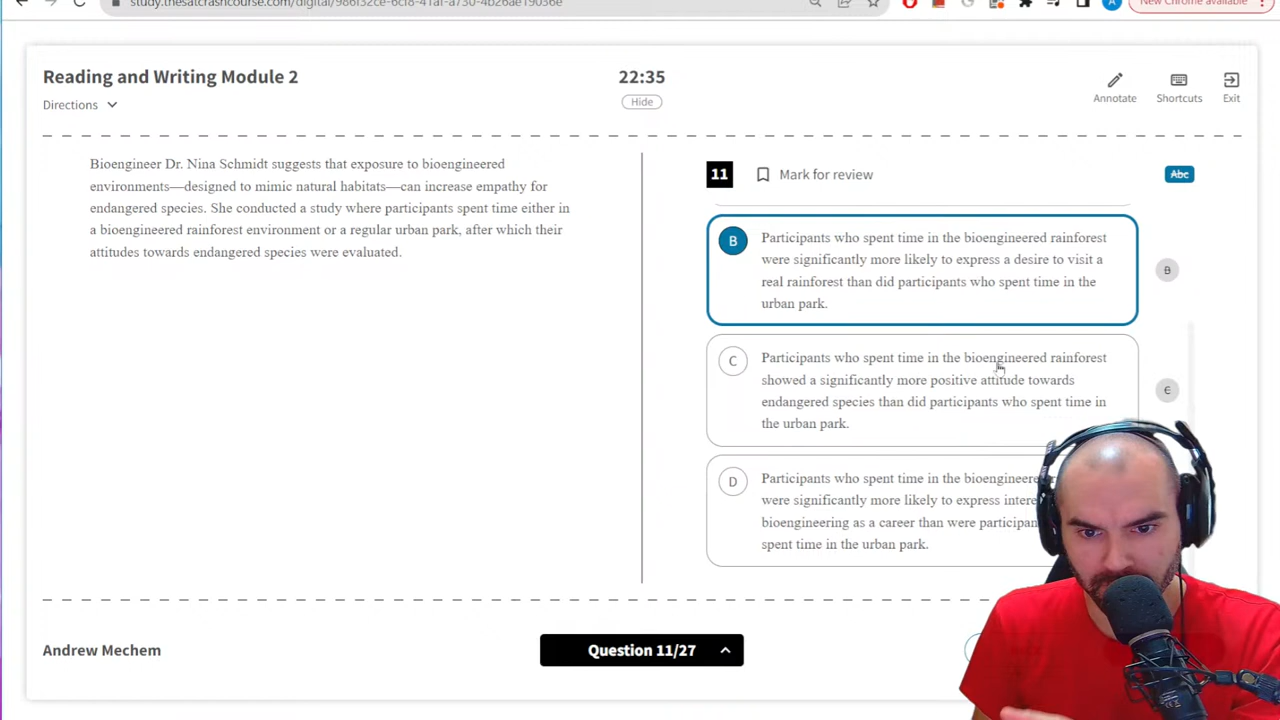 study.thesatcrashcourse.com/digital/986f32ce-6cf8-41af-a730-4b26ae19056e
New Chrome available
A
Reading and Writing Module 2
22:35
Directions
Hide
Annotate
Shortcuts
Exit
Bioengineer Dr. Nina Schmidt suggests that exposure to bioengineered
environments—designed to mimic natural habitats—can increase empathy for
endangered species. She conducted a study where participants spent time either in
a bioengineered rainforest environment or a regular urban park, after which their
attitudes towards endangered species were evaluated.
11
Mark for review
Abc
B
Participants who spent time in the bioengineered rainforest
were significantly more likely to express a desire to visit a
real rainforest than did participants who spent time in the
urban park.
B
C
Participants who spent time in the bioengineered rainforest
showed a significantly more positive attitude towards
endangered species than did participants who spent time in
the urban park.
C
D
Participants who spent time in the bioengineere
were significantly more likely to express intere
bioengineering as a career than were participan
spent time in the urban park.
Andrew Mechem
Question 11/27